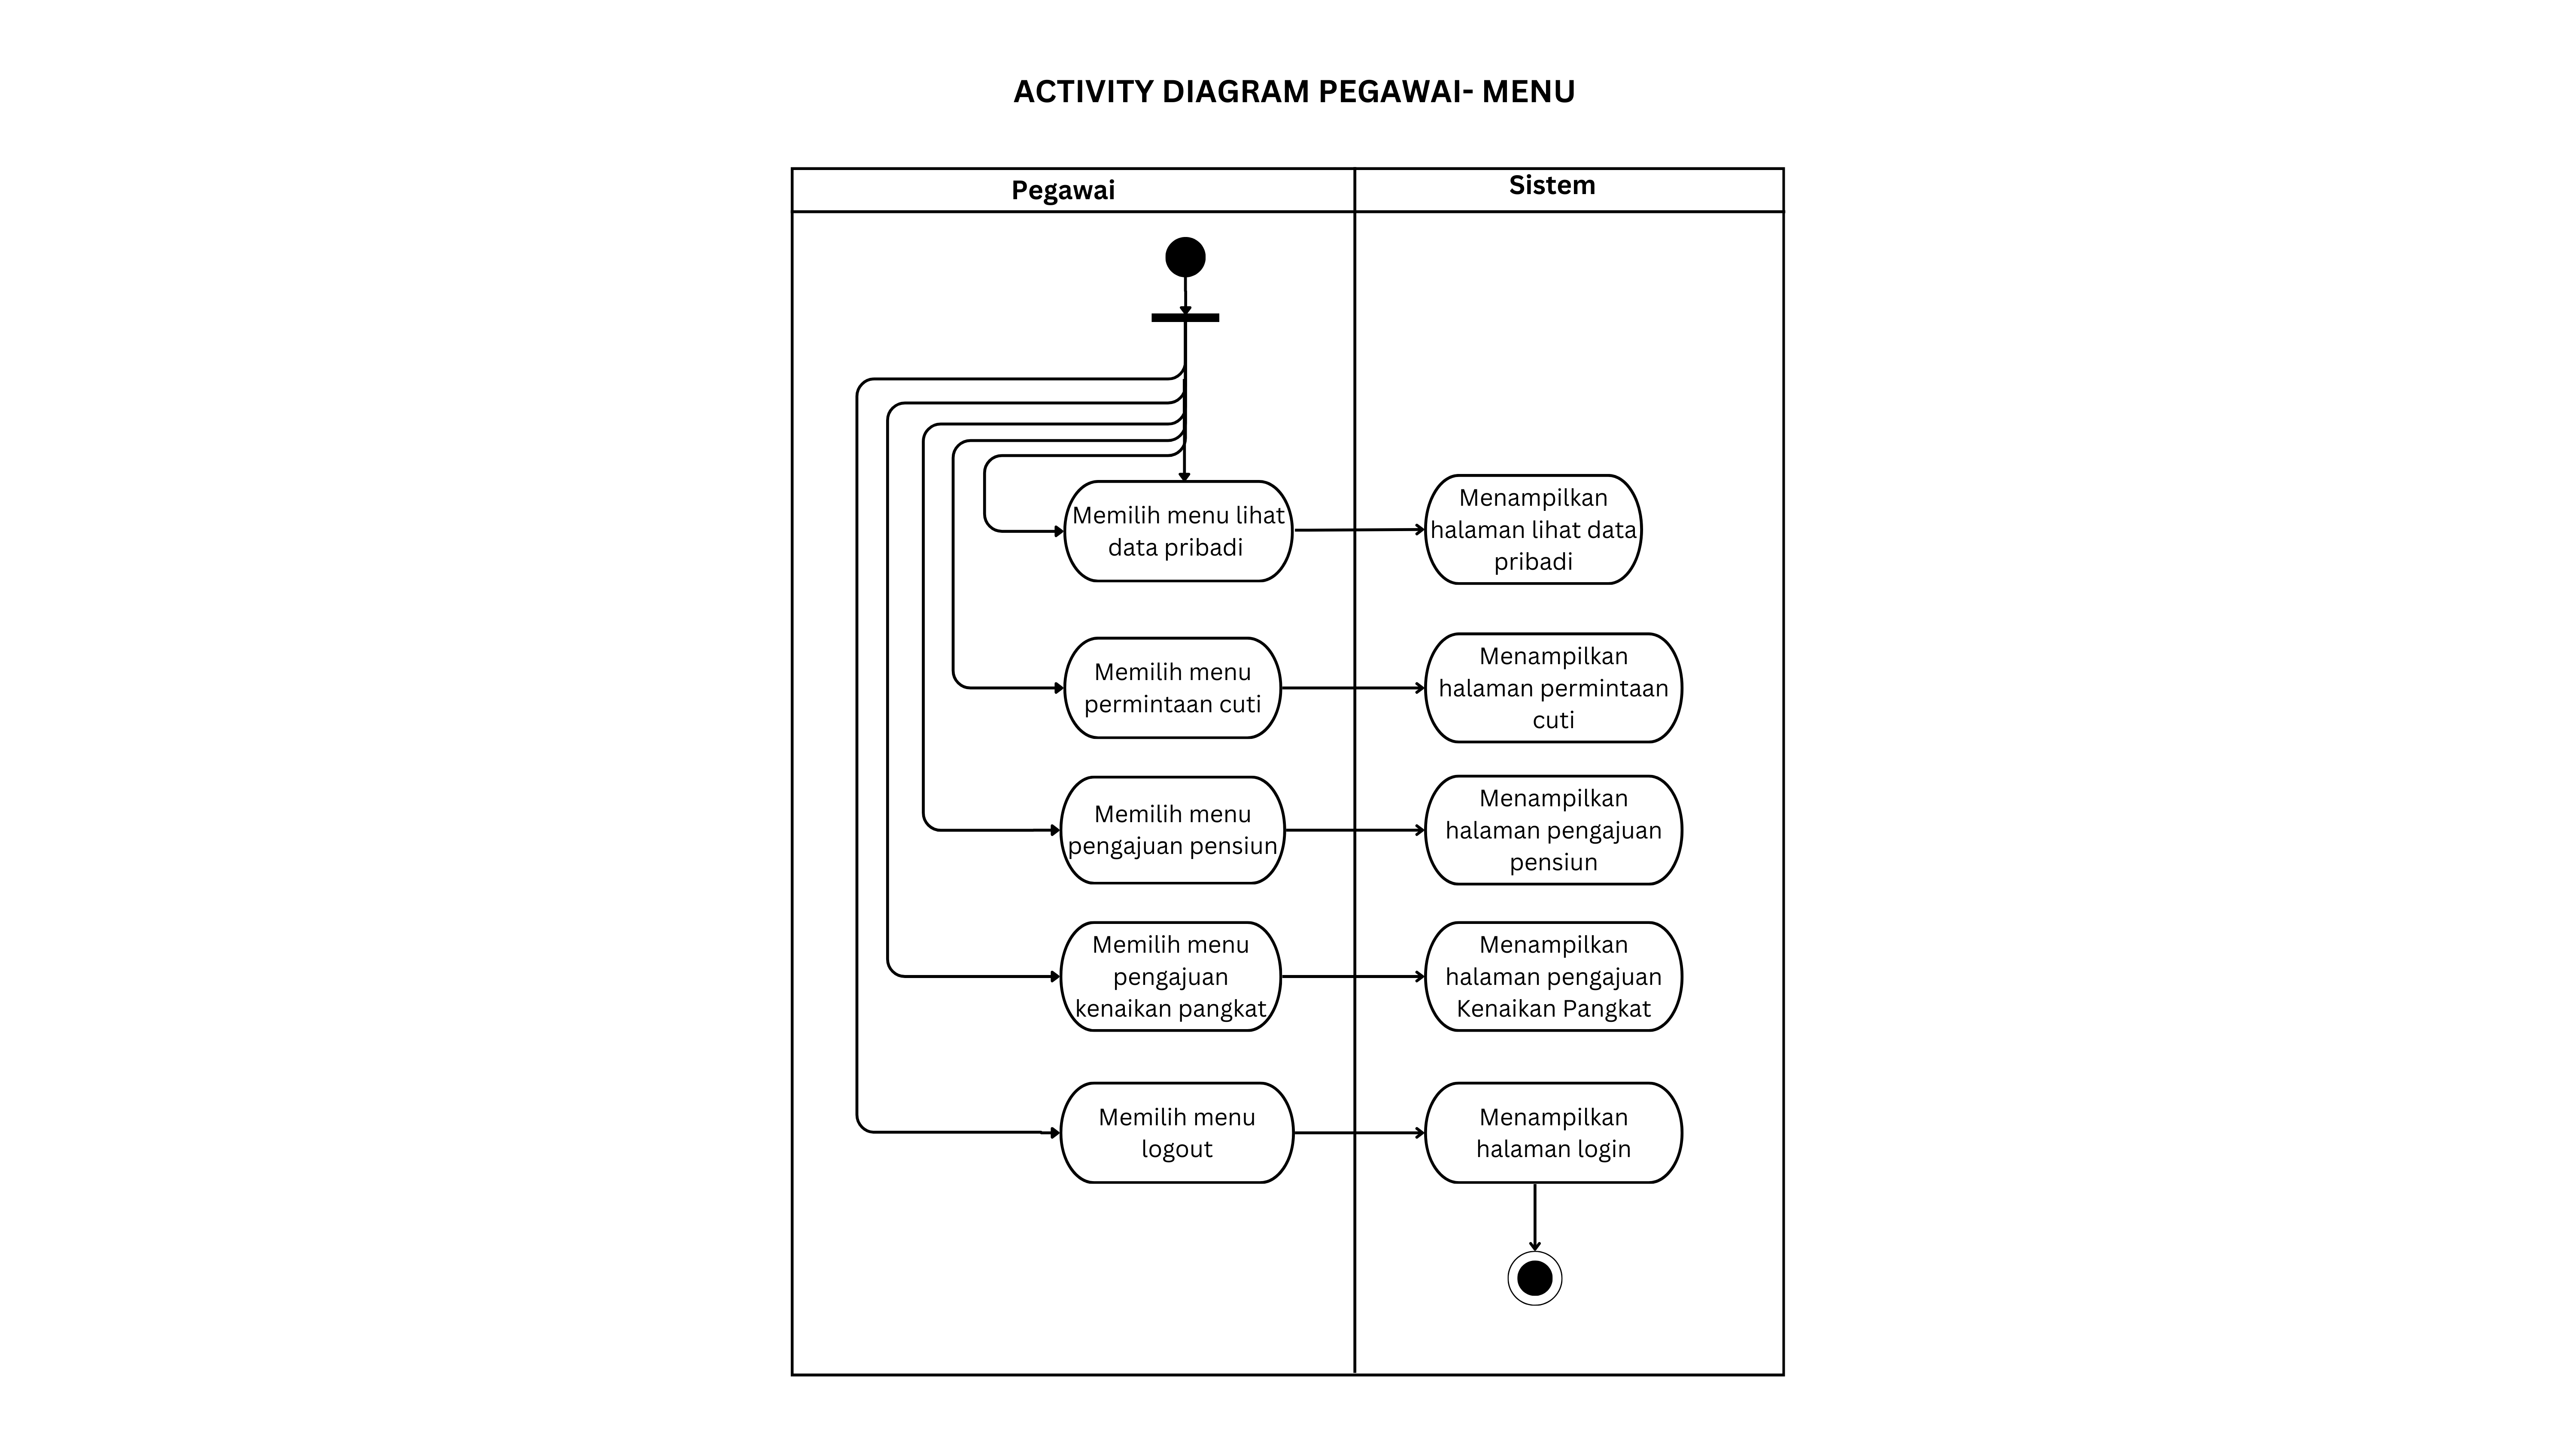 ACTIVITY DIAGRAM PEGAWAI- MENU
Pegawai
Sistem
Memilih menu lihat
data pribadi
Menampilkan
halaman lihat data
pribadi
Memilih menu
permintaan cuti
Menampilkan
halaman permintaan
cuti
Memilih menu
pengajuan pensiun
Menampilkan
halaman pengajuan
pensiun
Memilih menu
pengajuan
kenaikan pangkat
Menampilkan
halaman pengajuan
Kenaikan Pangkat
Memilih menu
logout
Menampilkan
halaman login